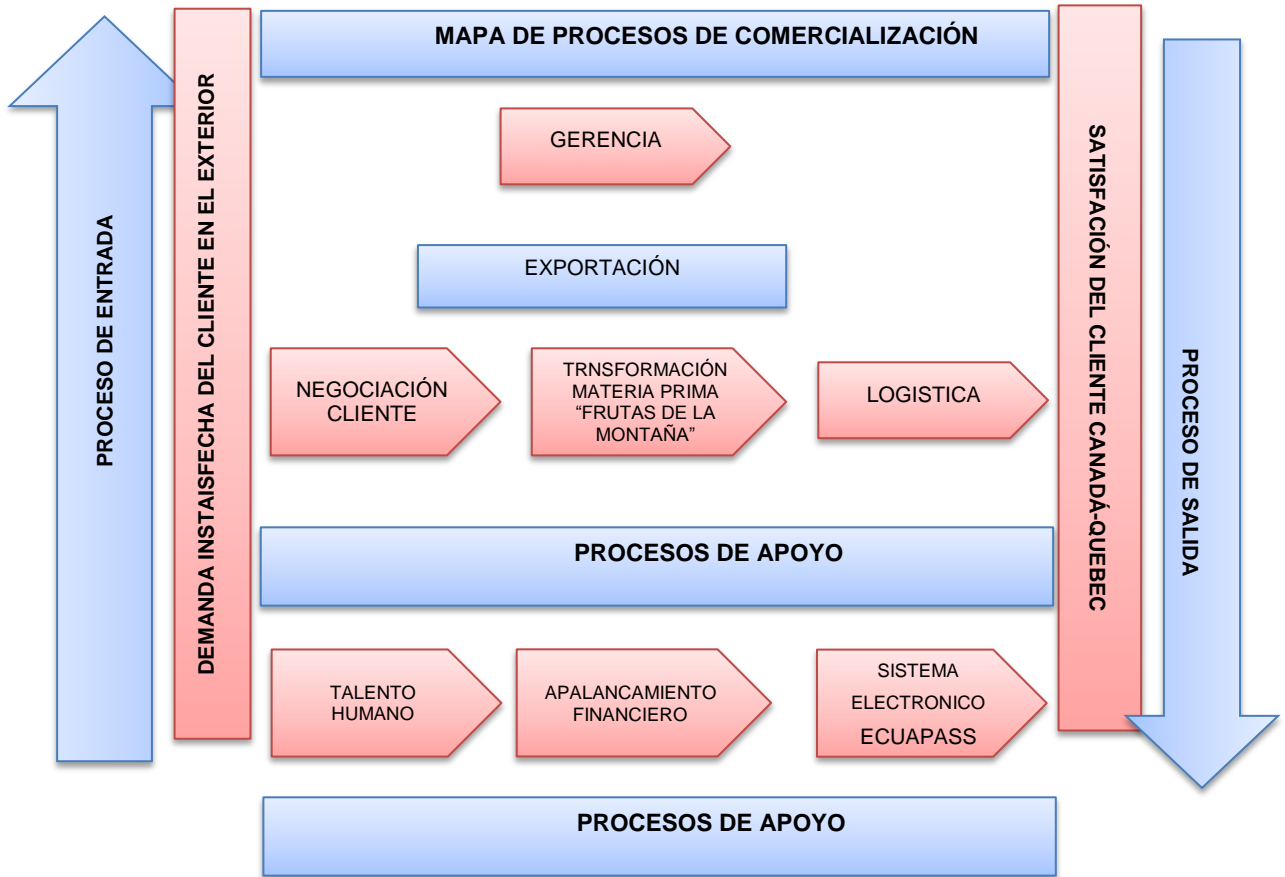 MAPA DE PROCESOS DE COMERCIALIZACIÓN
PROCESO DE ENTRADA
DEMANDA INSTAISFECHA DEL CLIENTE EN EL EXTERIOR
GERENCIA
EXPORTACIÓN
NEGOCIACIÓN
CLIENTE
TRNSFORMACIÓN
MATERIA PRIMA
“FRUTAS DE LA
MONTAÑA”
LOGISTICA
PROCESOS DE APOYO
TALENTO
HUMANO
APALANCAMIENTO
FINANCIERO
SISTEMA
ELECTRONICO
ECUAPASS
PROCESOS DE APOYO
SATISFACIÓN DEL CLIENTE CANADÁ-QUEBEC
PROCESO DE SALIDA